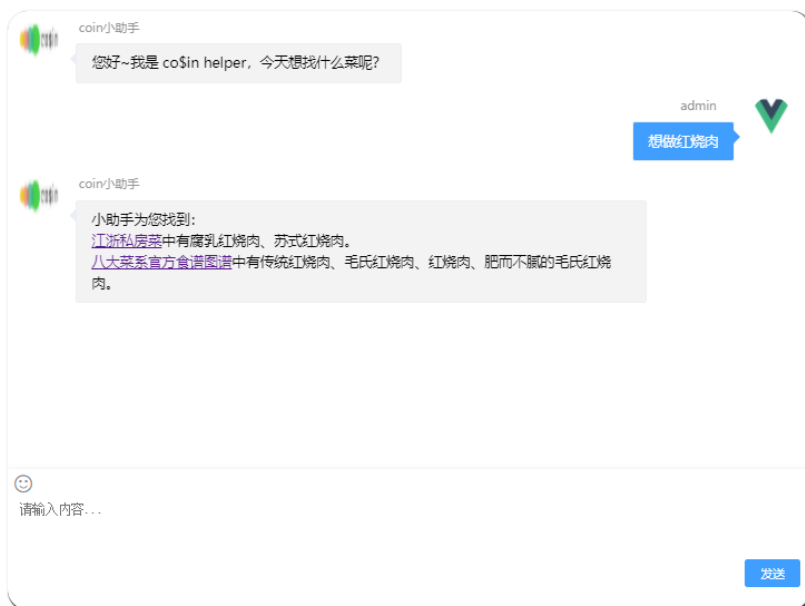 coin小助手
co$in
您好~我是 co$in helper，今天想找什么菜呢？
admin
想做红烧肉
coin小助手
co$in
小助手为您找到：
江浙私房菜中有腐乳红烧肉、苏式红烧肉。
八大菜系官方食谱图谱中有传统红烧肉、毛氏红烧肉、红烧肉、肥而不腻的毛氏红烧
肉。
请输入内容...
发送